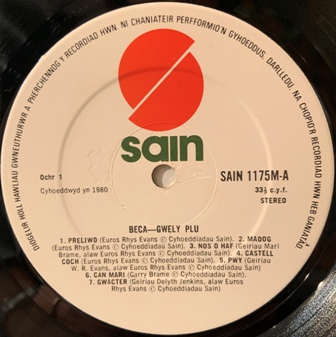 DIOGELIR HOLL HAWLIAU GWNEUTHURWR A PHERCHENNOG Y RECORDIAD HWN. NI CHANIATEIR PERFFORMIO'N GYHOEDDUS, DARLLEDU, NA CHOPIO'R RECORDIAD HWN HEB GANIATÂD
sain
Ochr 1
SAIN 1175M-A
Cyhoeddwyd yn 1980
33⅓ c.y.f.
STEREO
BECA—GWELY PLU
1. PRELIWD (Euros Rhys Evans © Cyhoeddiadau Sain). 2. MADOG
(Euros Rhys Evans © Cyhoeddiadau Sain). 3. NOS O HAF (Geiriau Mari
Brame, alaw Euros Rhys Evans © Cyhoeddiadau Sain). 4. CASTELL
COCH (Euros Rhys Evans © Cyhoeddiadau Sain). 5. PWY (Geiriau
W. R. Evans, alaw Euros Rhys Evans © Cyhoeddiadau Sain).
6. CAN MARI (Garry Brame © Cyhoeddiadau Sain).
7. GWACTER (Geiriau Delyth Jenkins, alaw Euros
Rhys Evans © Cyhoeddiadau Sain).